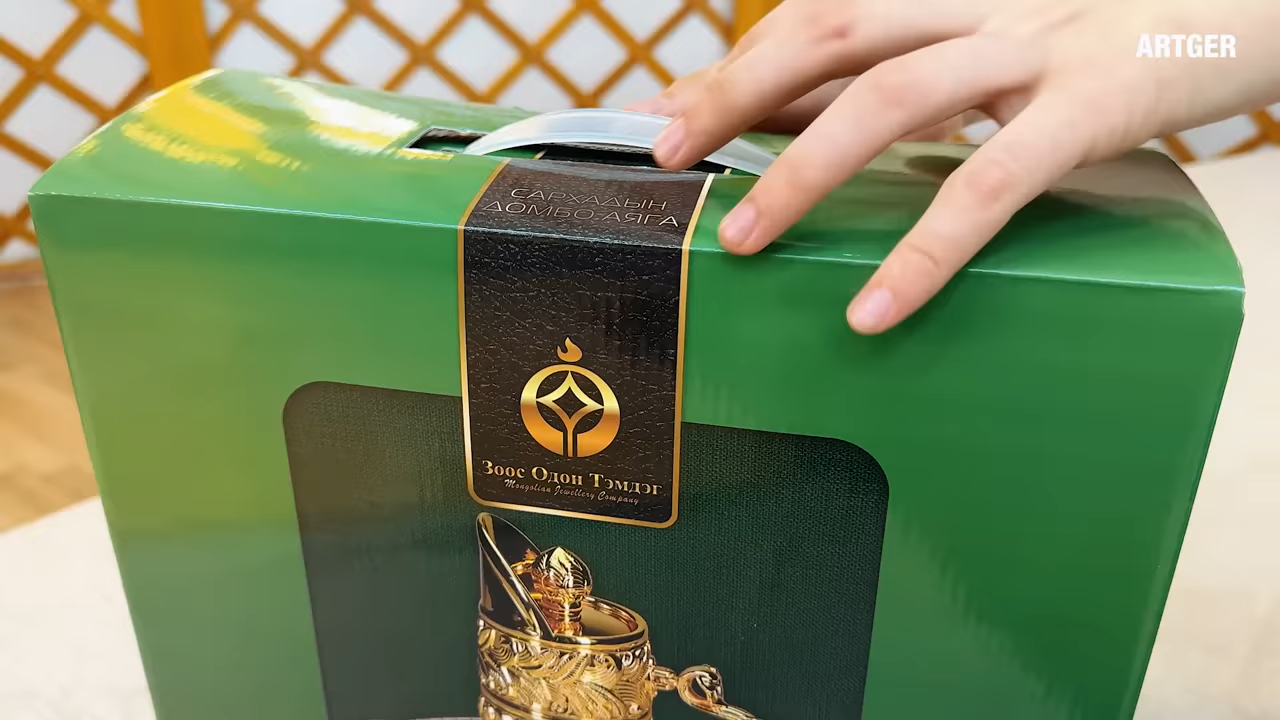 ARTGER
САРХАДЫН
ДОМБО-АЯГА
Зоос Одон Тэмдэг
Mongolian Jewellery Company